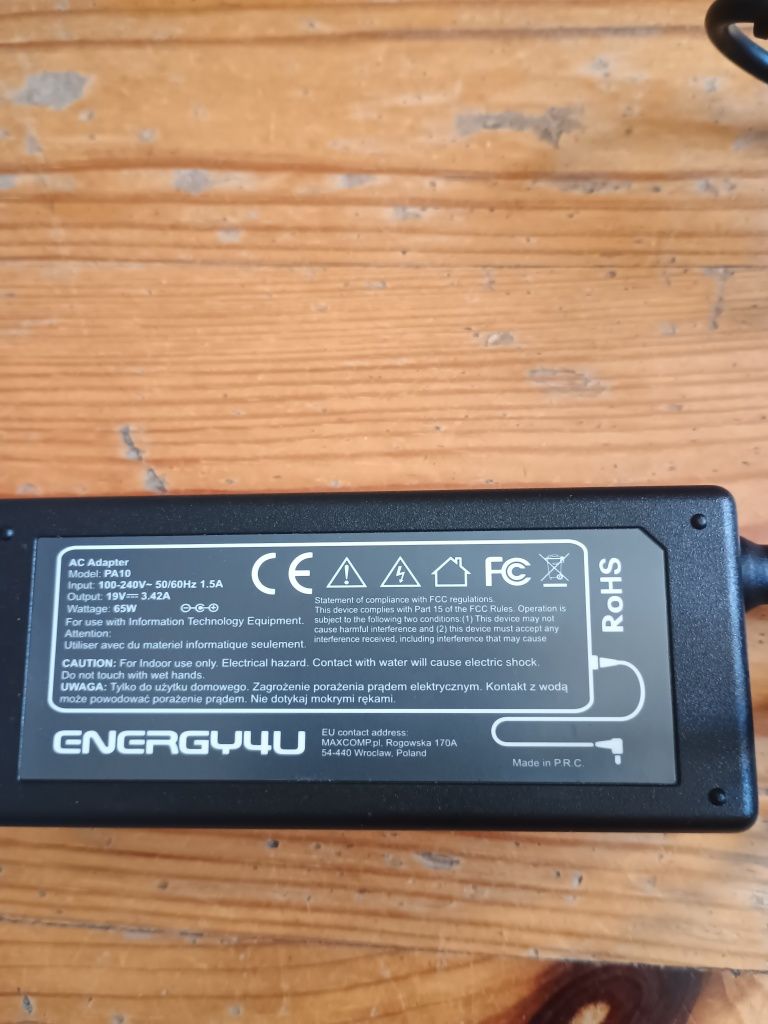 AC Adapter
Model: PA10
Input: 100-240V~ 50/60Hz 1.5A
Output: 19V⎓ 3.42A
Wattage: 65W
For use with Information Technology Equipment.
Attention:
Utiliser avec du materiel informatique seulement.
CE
FC
Statement of compliance with FCC regulations.
This device complies with Part 15 of the FCC Rules. Operation is
subject to the following two conditions:(1) This device may not
cause harmful interference and (2) this device must accept any
interference received, including interference that may cause
RoHS
CAUTION: For Indoor use only. Electrical hazard. Contact with water will cause electric shock.
Do not touch with wet hands.
UWAGA: Tylko do użytku domowego. Zagrożenie porażenia prądem elektrycznym. Kontakt z wodą
może powodować porażenie prądem. Nie dotykaj mokrymi rękami.
ENERGY4U
EU contact address:
MAXCOMP.pl, Rogowska 170A
54-440 Wroclaw, Poland
Made in P.R.C.